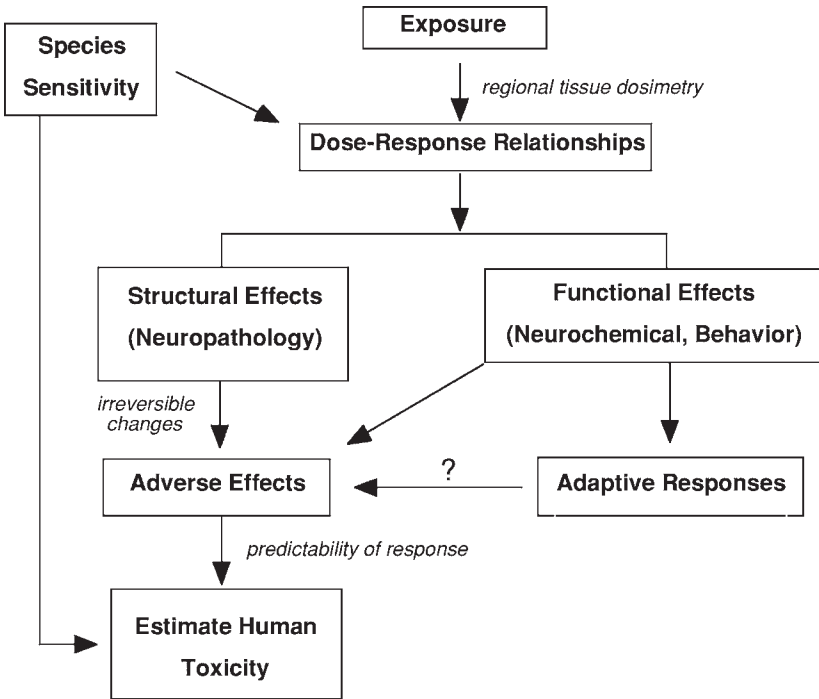 Species
Sensitivity
Exposure
regional tissue dosimetry
Dose-Response Relationships
Structural Effects
(Neuropathology)
Functional Effects
(Neurochemical, Behavior)
irreversible
changes
Adverse Effects
?
Adaptive Responses
predictability of response
Estimate Human
Toxicity